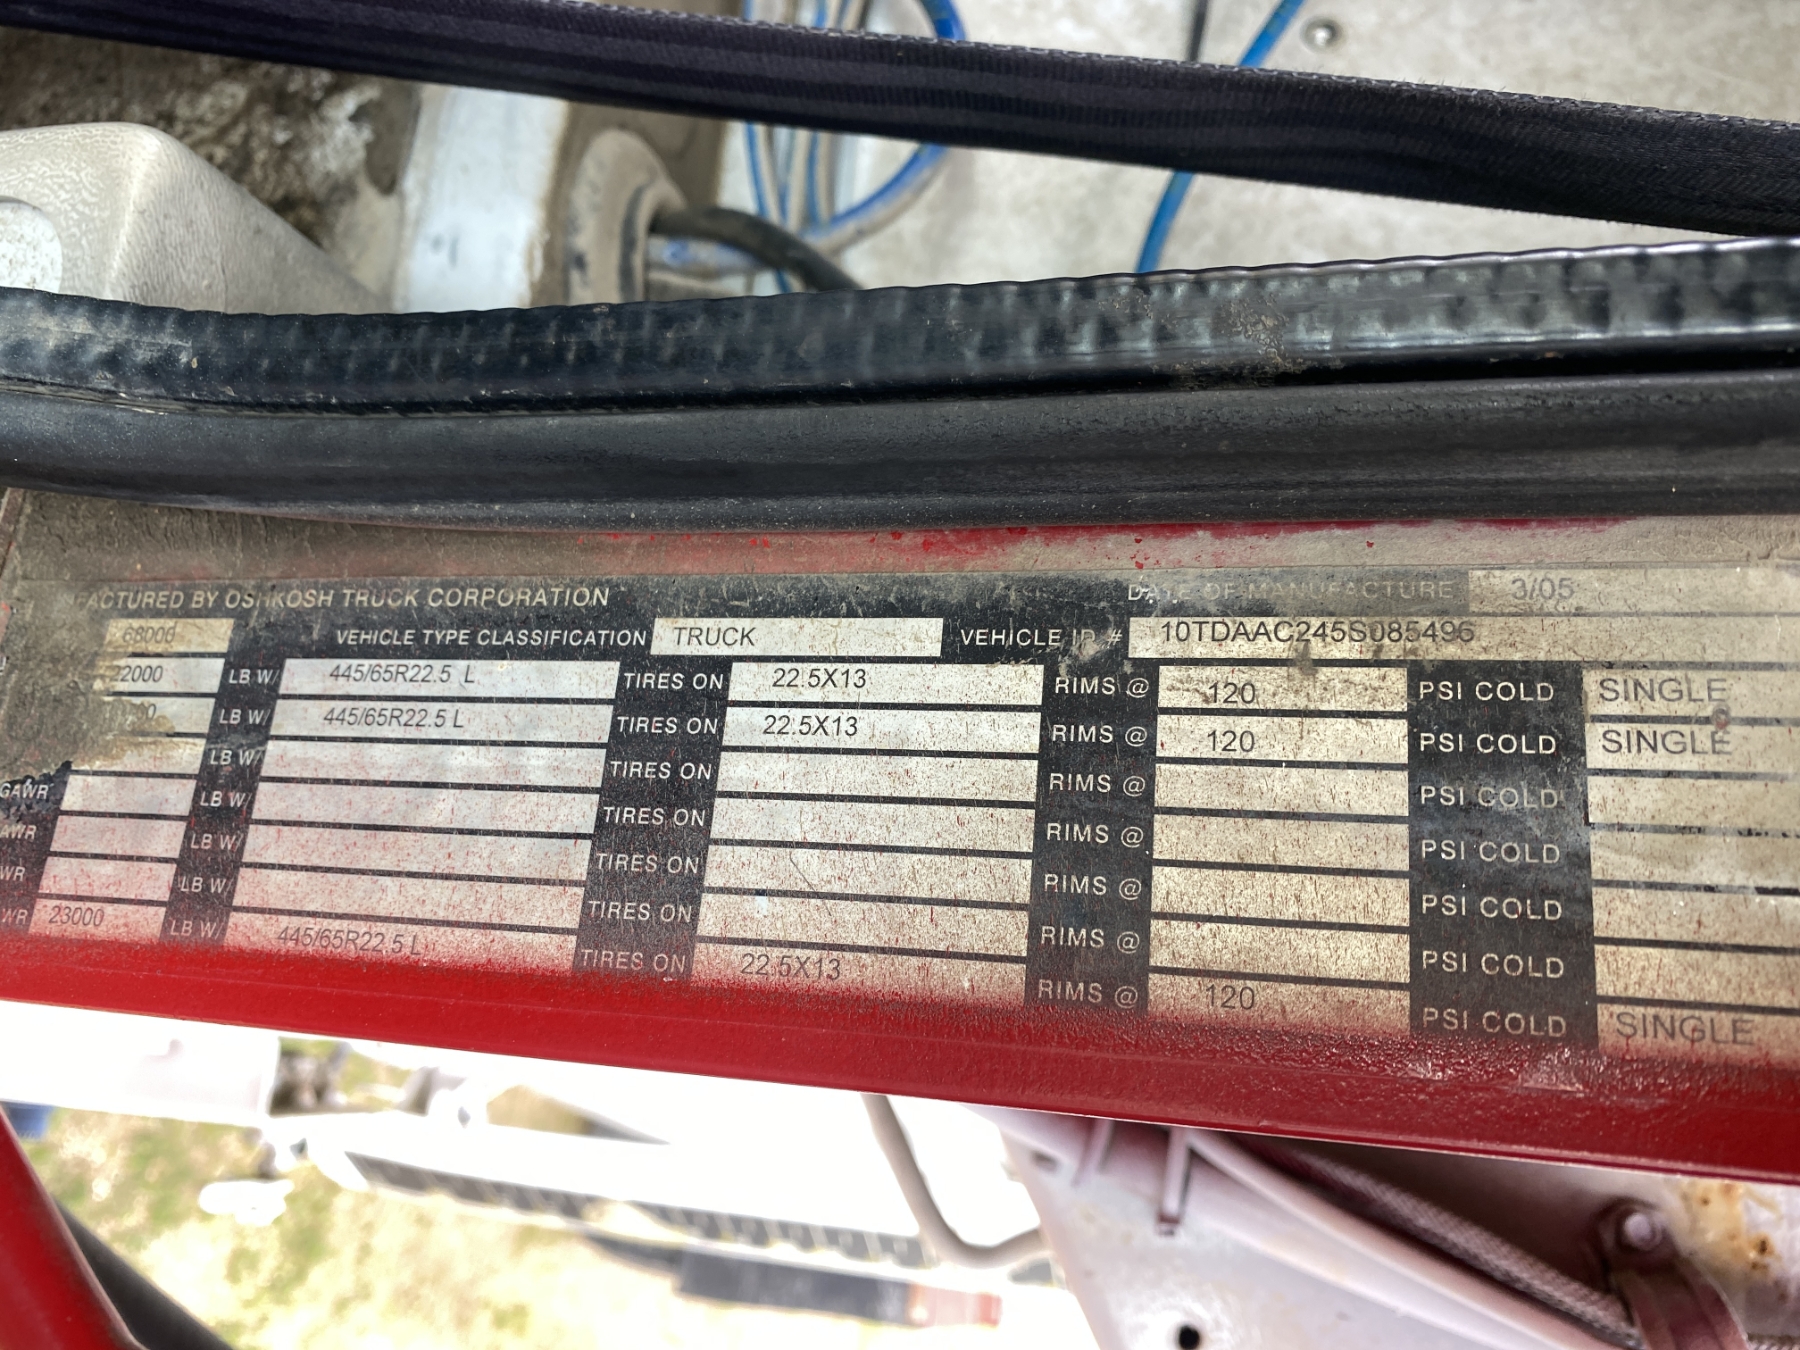 FACTURED BY OSHKOSH TRUCK CORPORATION DATE OF MANUFACTURE 3/05
68000 VEHICLE TYPE CLASSIFICATION TRUCK VEHICLE ID # 10TDAAC245S085496
22000 LB W/ 445/65R22.5 L TIRES ON 22.5X13 RIMS @ 120 PSI COLD SINGLE
LB W/ 445/65R22.5 L TIRES ON 22.5X13 RIMS @ 120 PSI COLD SINGLE
LB W/ TIRES ON RIMS @ PSI COLD
GAWR LB W/ TIRES ON RIMS @ PSI COLD
AWR LB W/ TIRES ON RIMS @ PSI COLD
WR LB W/ TIRES ON RIMS @ PSI COLD
WR 23000 LB W/ 445/65R22.5 L TIRES ON 22.5X13 RIMS @ 120 PSI COLD SINGLE